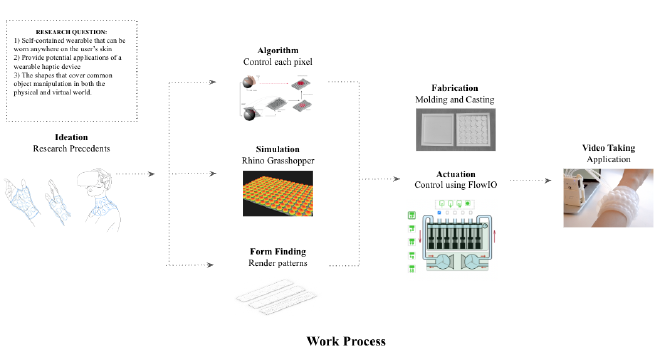 RESEARCH QUESTION:
1) Self-contained wearable that can be
worn anywhere on the user's skin
2) Provide potential applications of a
wearable haptic device
3) The shapes that cover common
object manipulation in both the
physical and virtual world.
Ideation
Research Precedents
Algorithm
Control each pixel
Simulation
Rhino Grasshopper
Form Finding
Render patterns
Fabrication
Molding and Casting
Actuation
Control using FlowIO
Video Taking
Application
Work Process